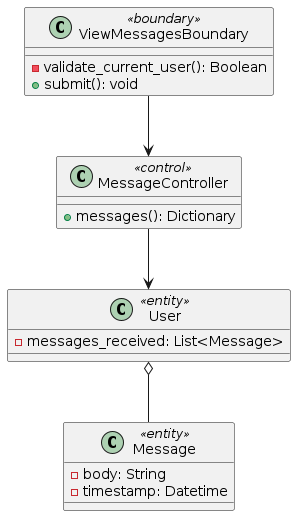 C «boundary»
ViewMessagesBoundary
validate_current_user(): Boolean
submit(): void
C «control»
MessageController
messages(): Dictionary
C «entity»
User
messages_received: List<Message>
C «entity»
Message
body: String
timestamp: Datetime